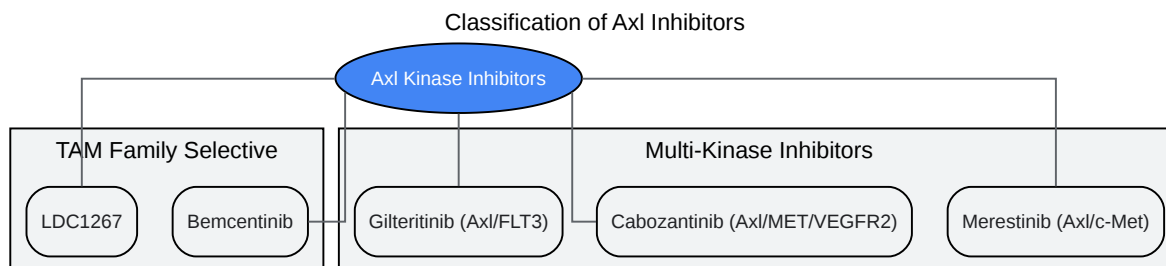 Classification of Axl Inhibitors
Axl Kinase Inhibitors
TAM Family Selective
Multi-Kinase Inhibitors
LDC1267
Bemcentinib
Gilteritinib (Axl/FLT3)
Cabozantinib (Axl/MET/VEGFR2)
Merestinib (Axl/c-Met)